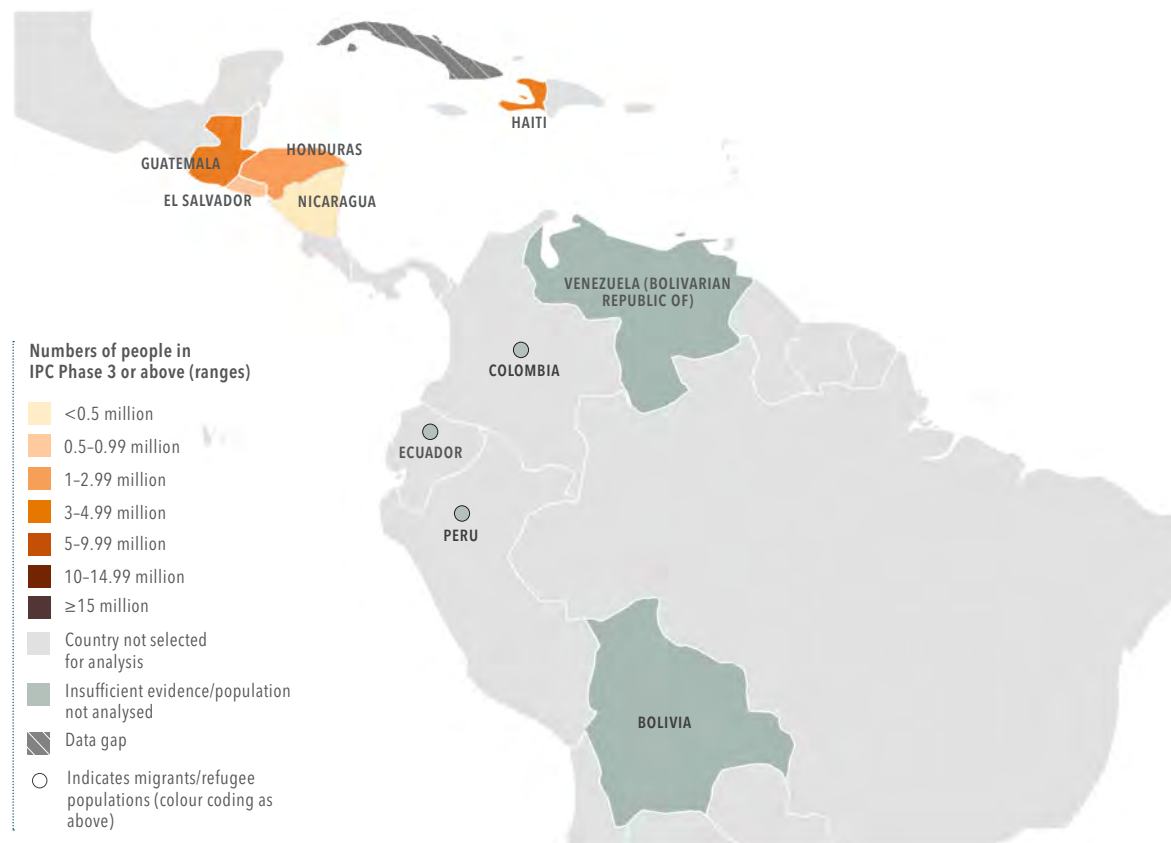 HAITI
HONDURAS
GUATEMALA
EL SALVADOR
NICARAGUA
VENEZUELA (BOLIVARIAN
REPUBLIC OF)
COLOMBIA
ECUADOR
PERU
BOLIVIA
Numbers of people in
IPC Phase 3 or above (ranges)
<0.5 million
0.5–0.99 million
1–2.99 million
3–4.99 million
5–9.99 million
10–14.99 million
≥15 million
Country not selected
for analysis
Insufficient evidence/population
not analysed
Data gap
Indicates migrants/refugee
populations (colour coding as
above)